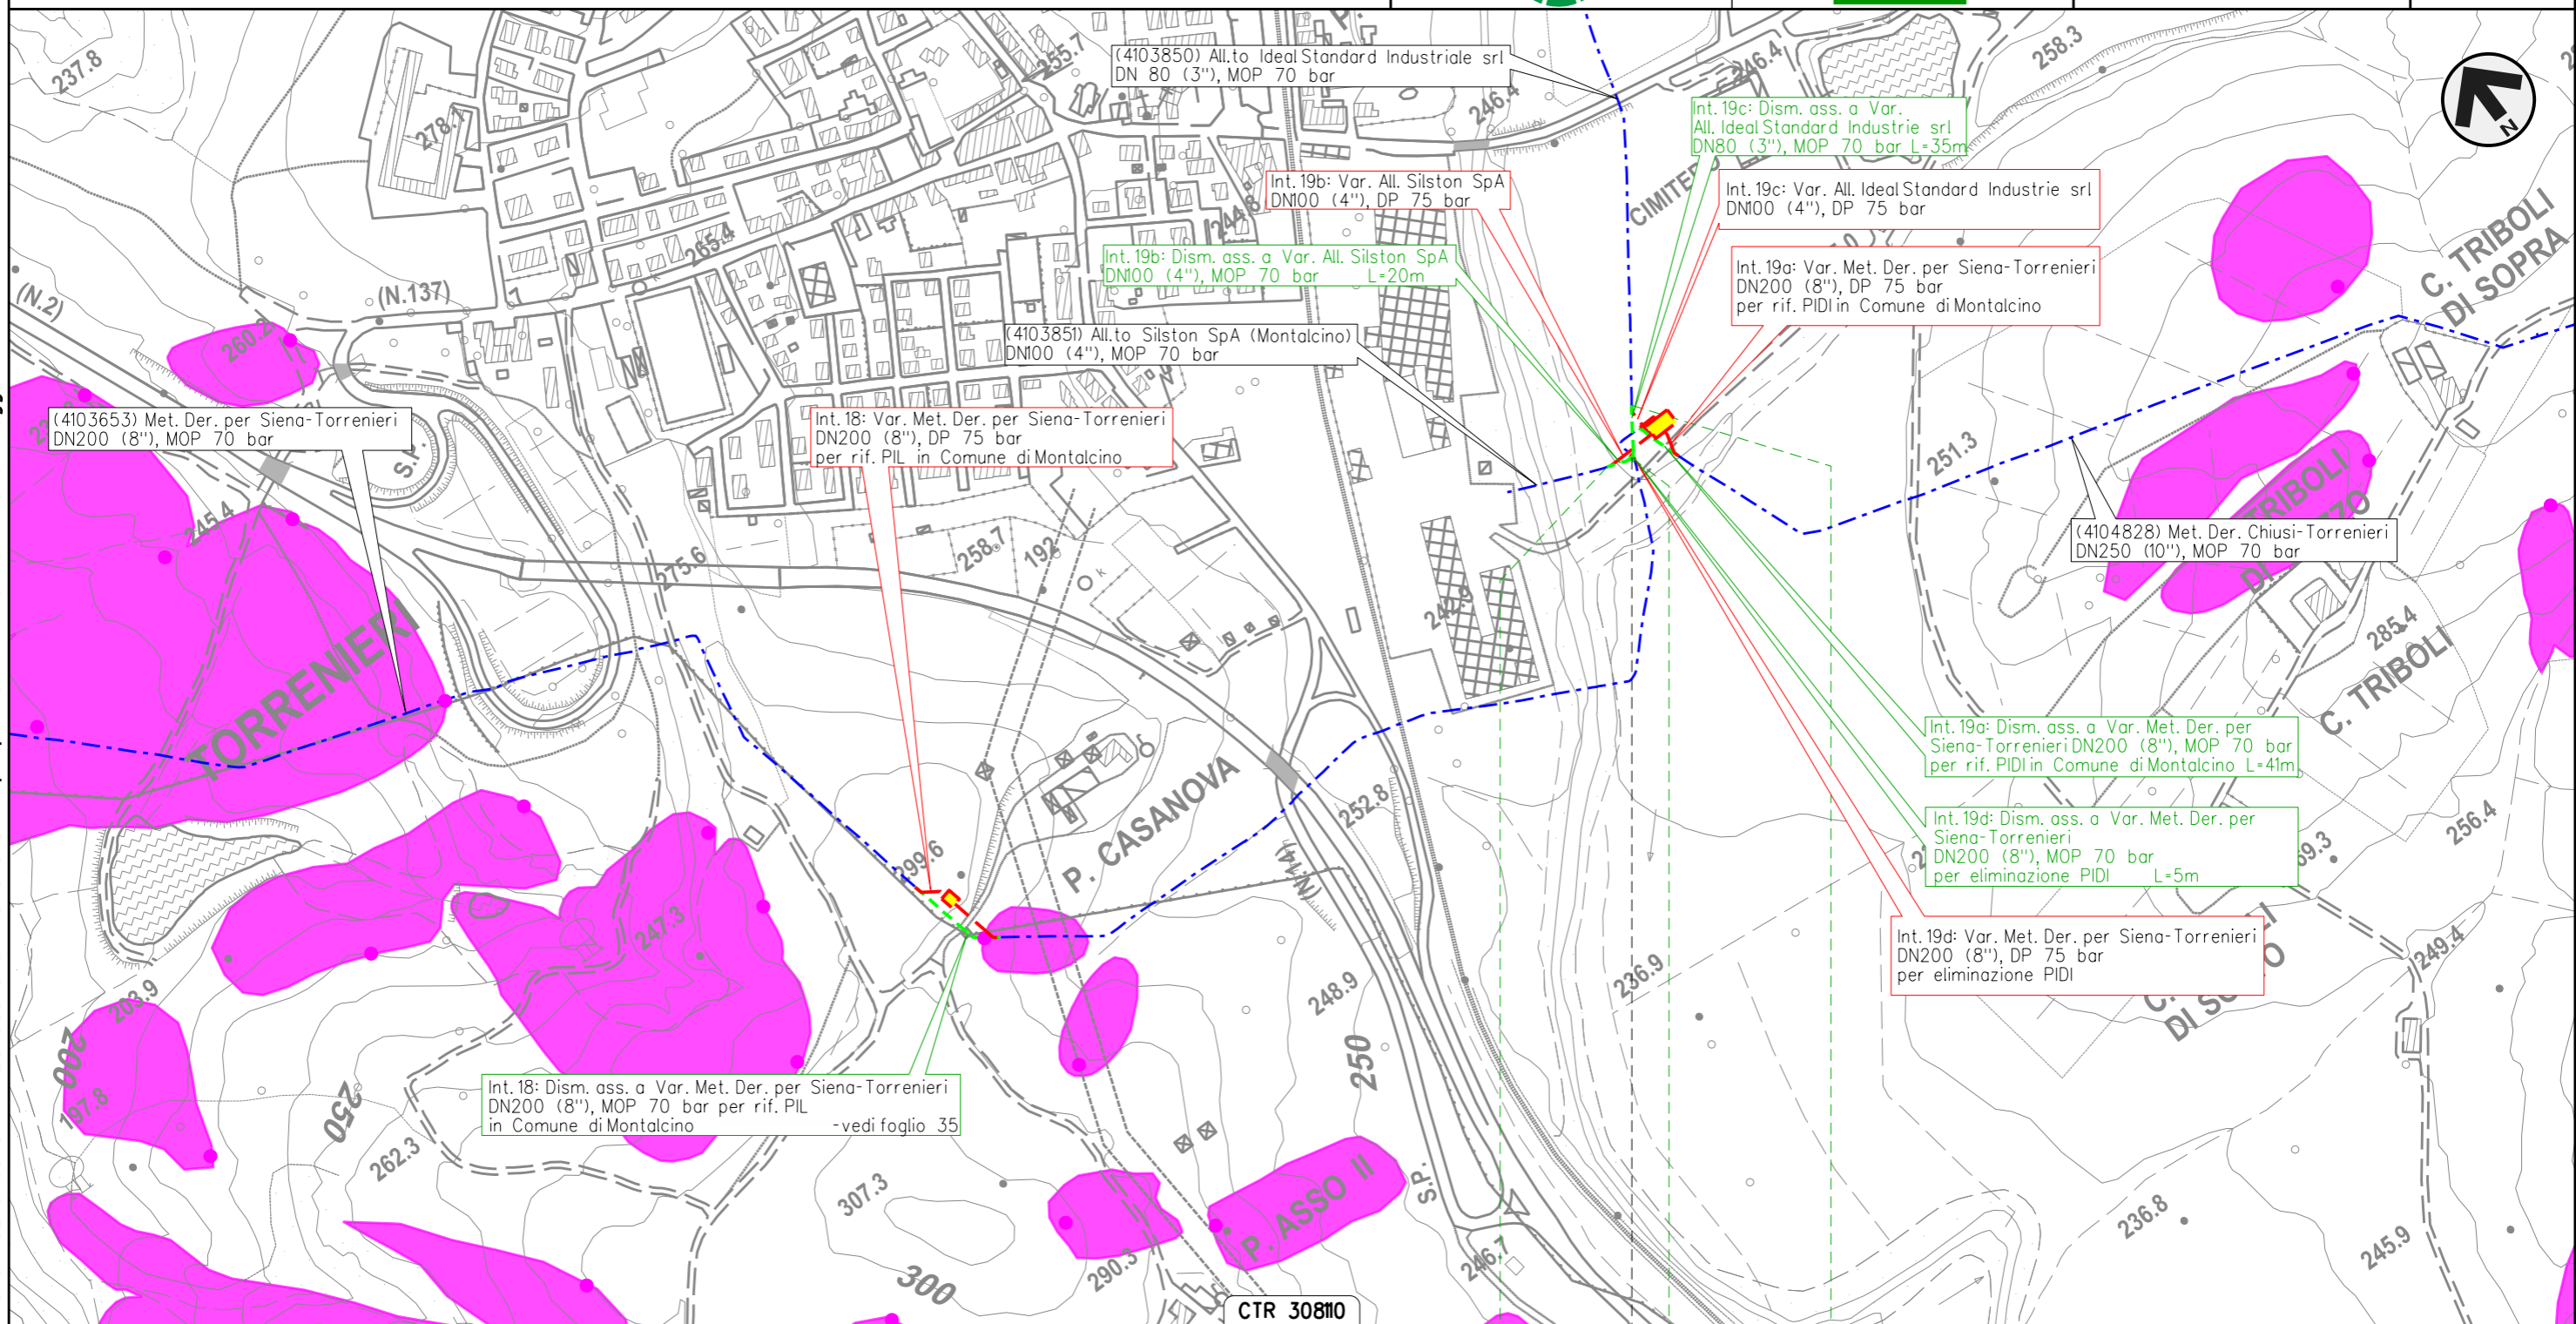 237.8
278.7
255.7
(4103850) All.to Ideal Standard Industriale srl
DN 80 (3"), MOP 70 bar
246.4
246.4
258.3
N
Int. 19c: Dism. ass. a Var.
All. Ideal Standard Industrie srl
DN80 (3"), MOP 70 bar L=35m
CIMITERO
Int. 19b: Var. All. Silston SpA
DN100 (4"), DP 75 bar
244.8
Int. 19c: Var. All. Ideal Standard Industrie srl
DN100 (4"), DP 75 bar
Int. 19b: Dism. ass. a Var. All. Silston SpA
DN100 (4"), MOP 70 bar L=20m
Int. 19a: Var. Met. Der. per Siena-Torrenieri
DN200 (8"), DP 75 bar
per rif. PIDI in Comune di Montalcino
C. TRIBOLI
DI SOPRA
265.4
(N.2)
(N.137)
260.2
(4103851) All.to Silston SpA (Montalcino)
DN100 (4"), MOP 70 bar
(4103653) Met. Der. per Siena-Torrenieri
DN200 (8"), MOP 70 bar
S.P.
Int. 18: Var. Met. Der. per Siena-Torrenieri
DN200 (8"), DP 75 bar
per rif. PIL in Comune di Montalcino
251.3
245.4
275.6
258.7
192
k
242.9
TRIBOLI
(4104828) Met. Der. Chiusi-Torrenieri
DN250 (10"), MOP 70 bar
285.4
C. TRIBOLI
TORRENIERI
Int. 19a: Dism. ass. a Var. Met. Der. per
Siena-Torrenieri DN200 (8"), MOP 70 bar
per rif. PIDI in Comune di Montalcino L=41m
P. CASANOVA
252.8
256.4
Int. 19d: Dism. ass. a Var. Met. Der. per
Siena-Torrenieri
DN200 (8"), MOP 70 bar
per eliminazione PIDI L=5m
299.6
(N.14)
247.3
Int. 19d: Var. Met. Der. per Siena-Torrenieri
DN200 (8"), DP 75 bar
per eliminazione PIDI
236.9
248.9
249.4
203.9
200
197.8
250
250
262.3
Int. 18: Dism. ass. a Var. Met. Der. per Siena-Torrenieri
DN200 (8"), MOP 70 bar per rif. PIL
in Comune di Montalcino -vedi foglio 35
307.3
P. ASSO II
S.P.
236.8
245.9
246.7
290.3
300
CTR 308110